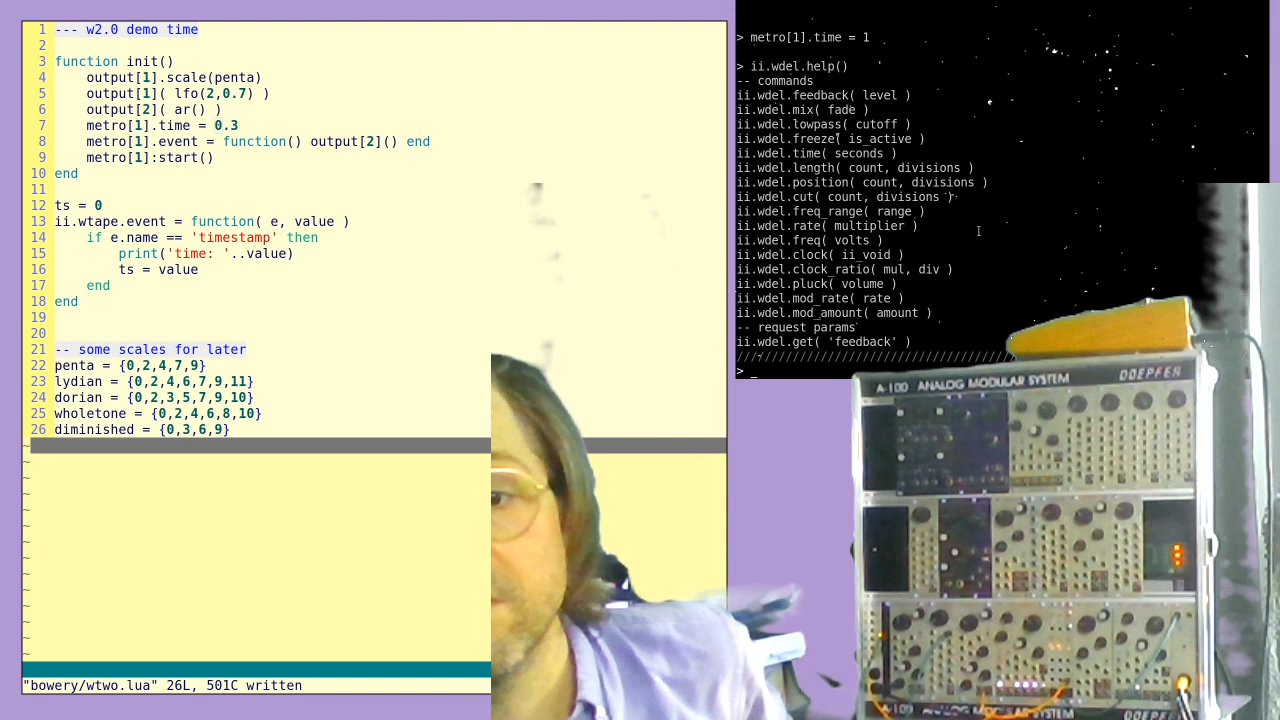 1 --- w2.0 demo time
2
3 function init()
4     output[1].scale(penta)
5     output[1]( lfo(2,0.7) )
6     output[2]( ar() )
7     metro[1].time = 0.3
8     metro[1].event = function() output[2]() end
9     metro[1]:start()
10 end
11
12 ts = 0
13 ii.wtape.event = function( e, value )
14     if e.name == 'timestamp' then
15         print('time: '..value)
16         ts = value
17     end
18 end
19
20
21 -- some scales for later
22 penta = {0,2,4,7,9}
23 lydian = {0,2,4,6,7,9,11}
24 dorian = {0,2,3,5,7,9,10}
25 wholetone = {0,2,4,6,8,10}
26 diminished = {0,3,6,9}
~
~
~
~
~
~
~
~
~
~
~
~
~
~
"bowery/wtwo.lua" 26L, 501C written
> metro[1].time = 1
> ii.wdel.help()
-- commands
ii.wdel.feedback( level )
ii.wdel.mix( fade )
ii.wdel.lowpass( cutoff )
ii.wdel.freeze( is_active )
ii.wdel.time( seconds )
ii.wdel.length( count, divisions )
ii.wdel.position( count, divisions )
ii.wdel.cut( count, divisions )
ii.wdel.freq_range( range )
ii.wdel.rate( multiplier )
ii.wdel.freq( volts )
ii.wdel.clock( ii_void )
ii.wdel.clock_ratio( mul, div )
ii.wdel.pluck( volume )
ii.wdel.mod_rate( rate )
ii.wdel.mod_amount( amount )
-- request params
ii.wdel.get( 'feedback' )
///////////////////////////////////////
> _
A-100 ANALOG MODULAR SYSTEM DOEPFER
A-100 ANALOG MODULAR SYSTEM DOEPFER